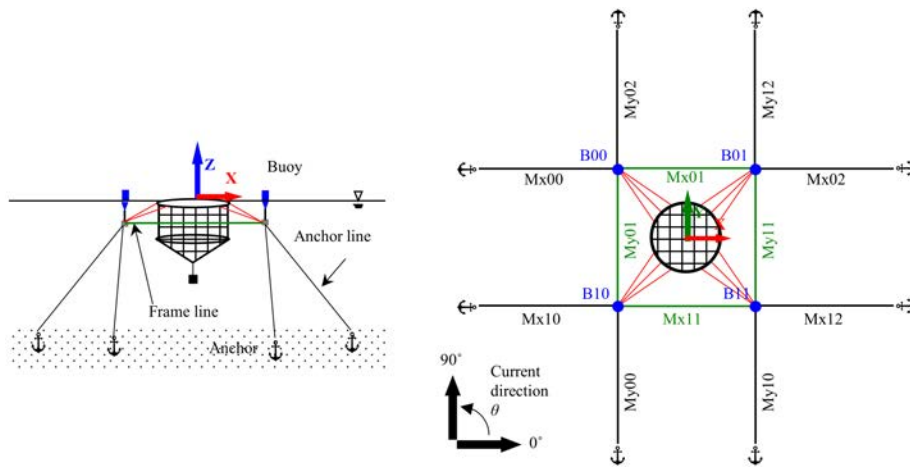 Z
X
Buoy
Anchor line
Frame line
Anchor
My02
My12
B00
B01
Mx00
Mx01
Mx02
My01
My11
B10
B11
Mx10
Mx11
Mx12
My00
My10
90°
Current
direction
θ
0°